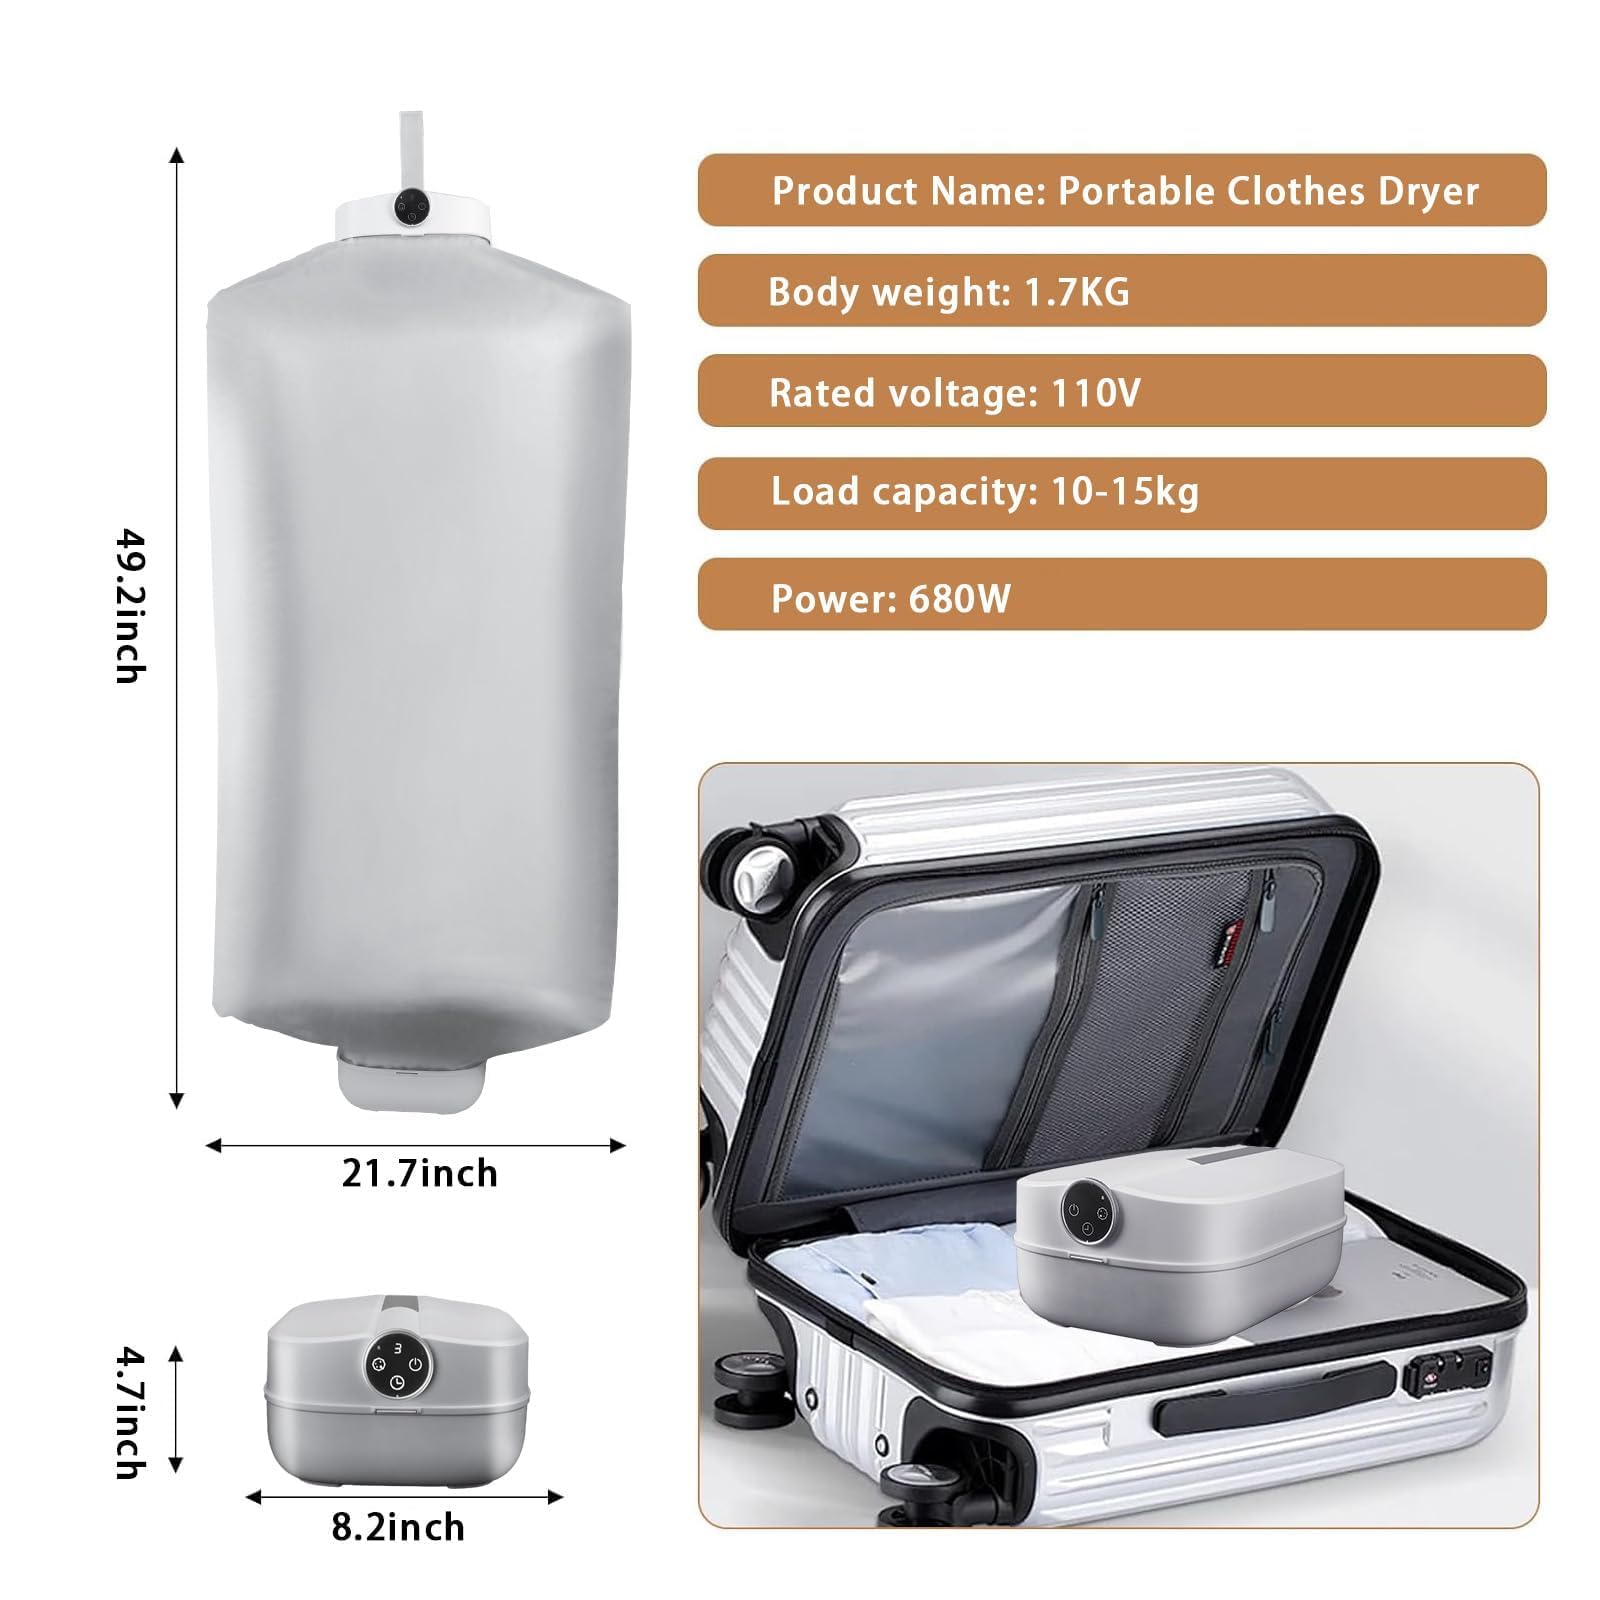 Product Name: Portable Clothes Dryer
Body weight: 1.7KG
Rated voltage: 110V
Load capacity: 10-15kg
Power: 680W
49.2inch
21.7inch
4.7inch
3
8.2inch